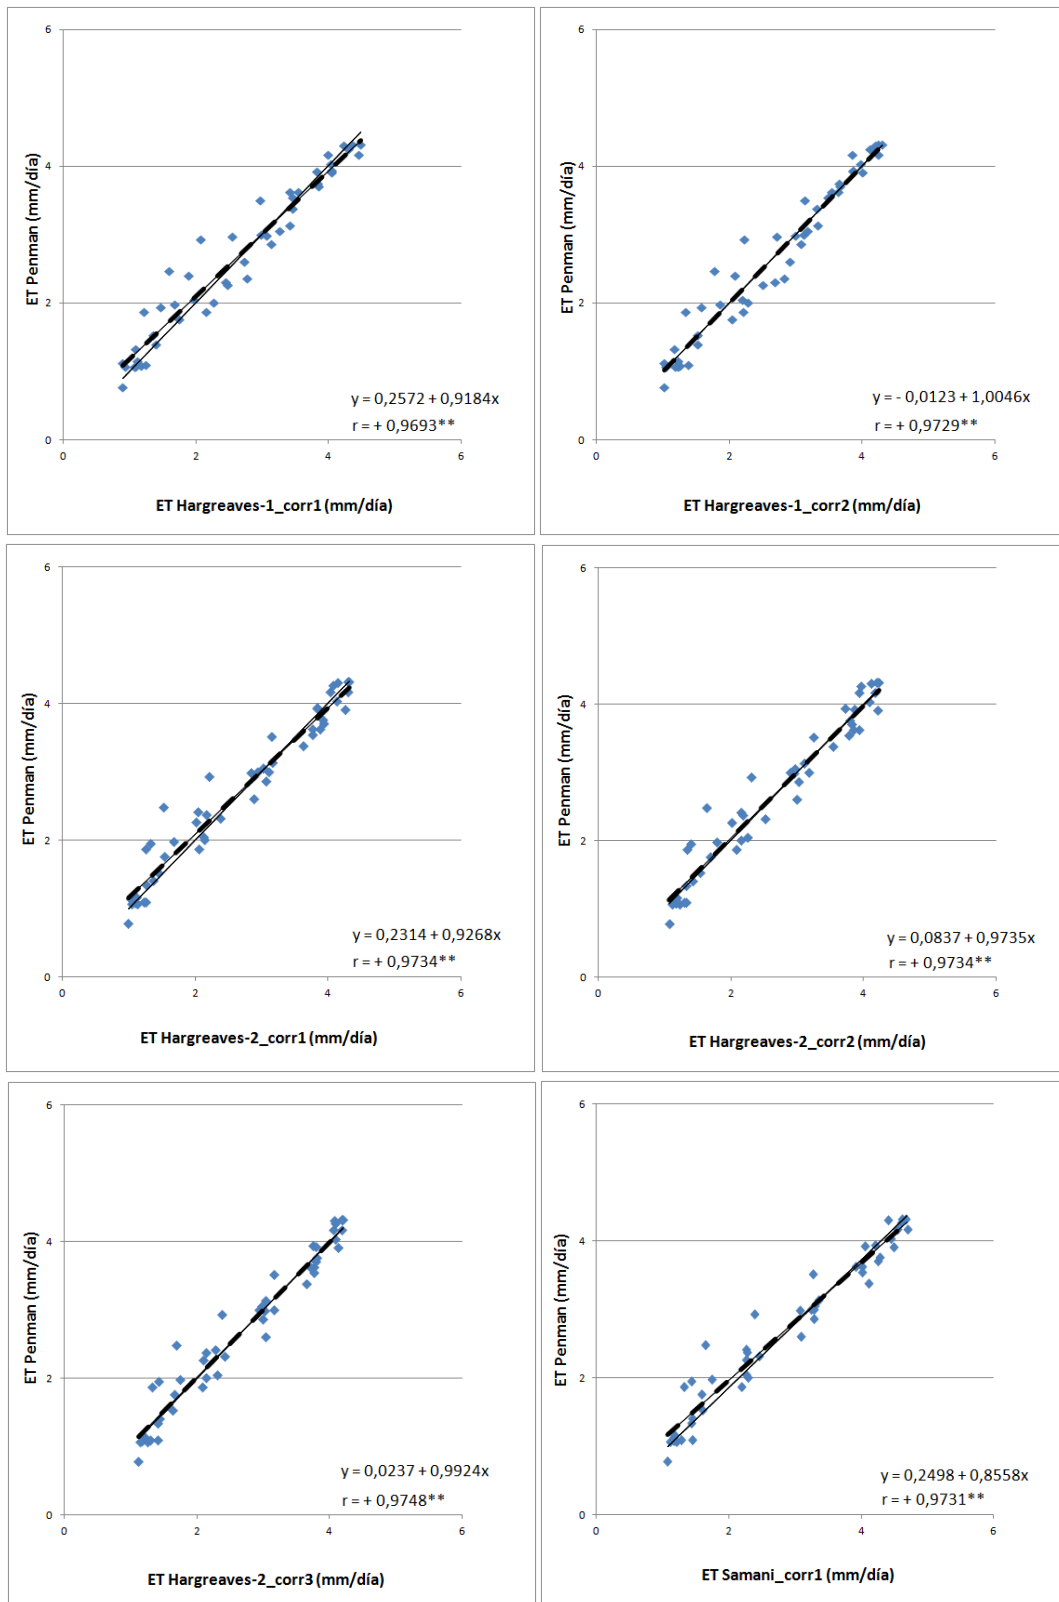 6
4
2
0
0
2
4
6
ET Penman (mm/día)
y = 0,2572 + 0,9184x
r = + 0,9693**
ET Hargreaves-1_corr1 (mm/día)
6
4
2
0
0
2
4
6
ET Penman (mm/día)
y = - 0,0123 + 1,0046x
r = + 0,9729**
ET Hargreaves-1_corr2 (mm/día)
6
4
2
0
0
2
4
6
ET Penman (mm/día)
y = 0,2314 + 0,9268x
r = + 0,9734**
ET Hargreaves-2_corr1 (mm/día)
6
4
2
0
0
2
4
6
ET Penman (mm/día)
y = 0,0837 + 0,9735x
r = + 0,9734**
ET Hargreaves-2_corr2 (mm/día)
6
4
2
0
0
2
4
6
ET Penman (mm/día)
y = 0,0237 + 0,9924x
r = + 0,9748**
ET Hargreaves-2_corr3 (mm/día)
6
4
2
0
0
2
4
6
ET Penman (mm/día)
y = 0,2498 + 0,8558x
r = + 0,9731**
ET Samani_corr1 (mm/día)